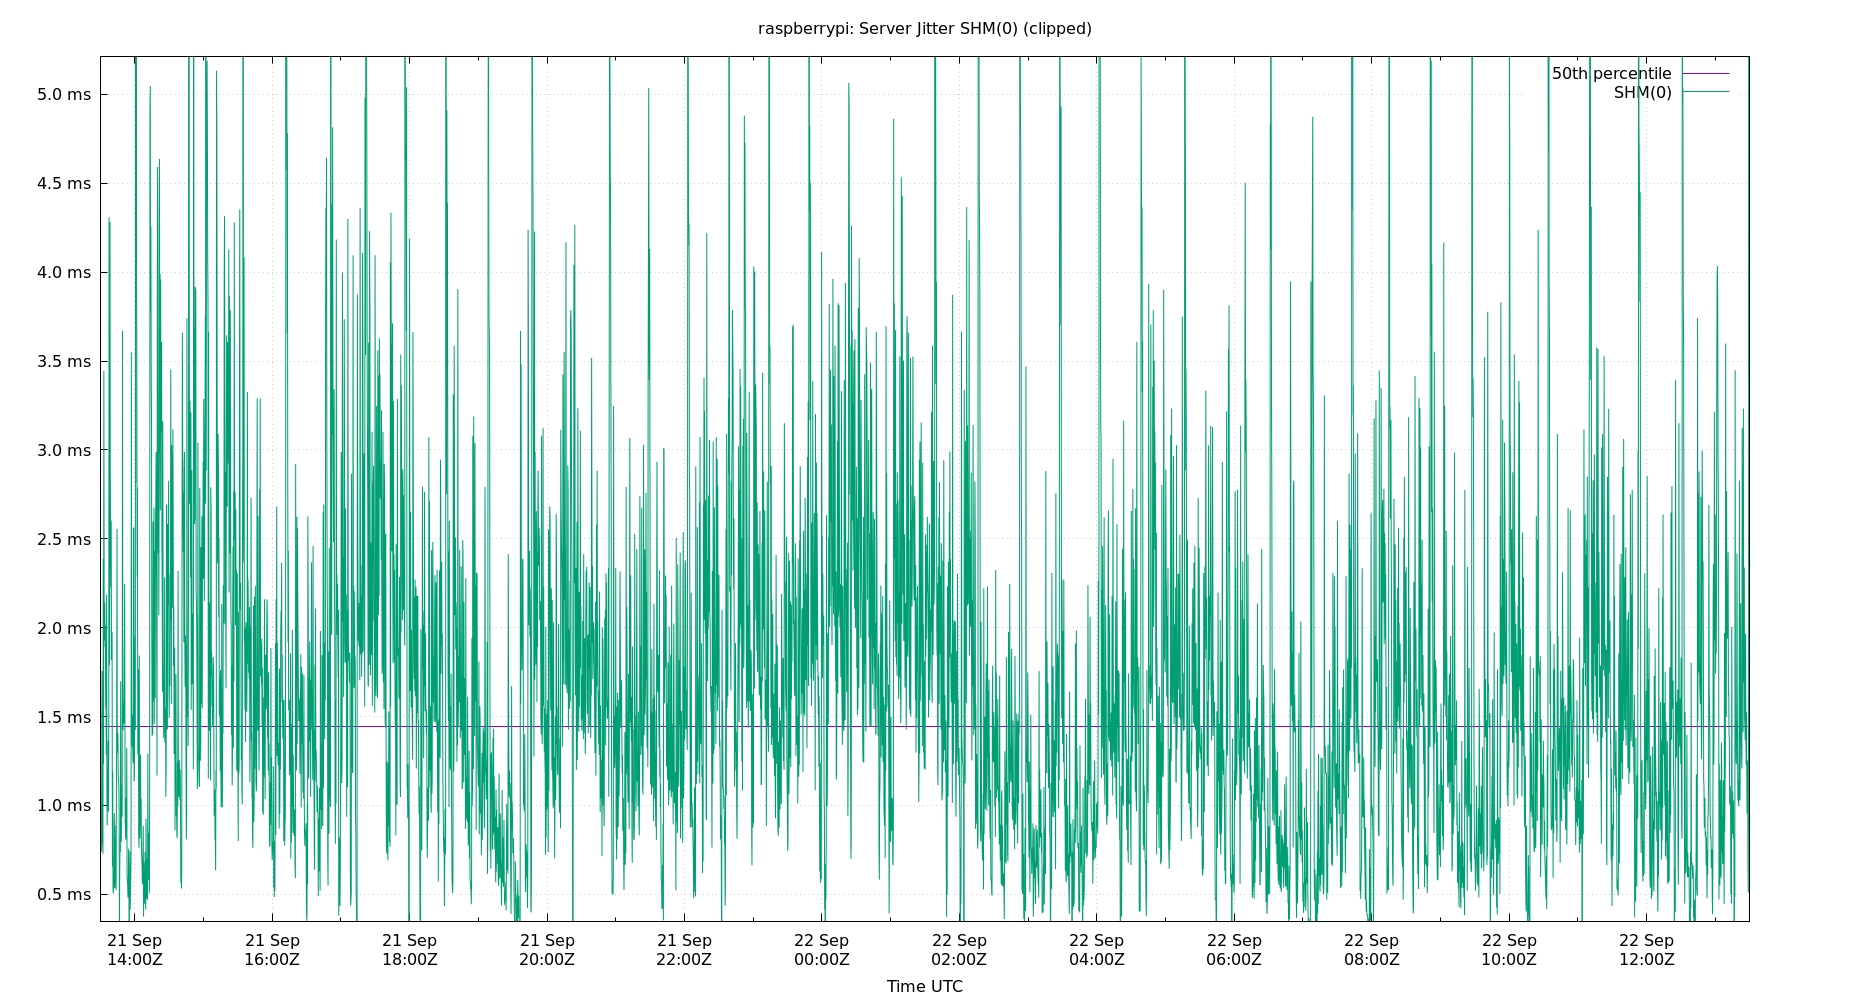 raspberrypi: Server Jitter SHM(0) (clipped)
50th percentile
SHM(0)
5.0 ms
4.5 ms
4.0 ms
3.5 ms
3.0 ms
2.5 ms
2.0 ms
1.5 ms
1.0 ms
0.5 ms
21 Sep 21 Sep 21 Sep 21 Sep 21 Sep 22 Sep 22 Sep 22 Sep 22 Sep 22 Sep 22 Sep 22 Sep
14:00Z 16:00Z 18:00Z 20:00Z 22:00Z 00:00Z 02:00Z 04:00Z 06:00Z 08:00Z 10:00Z 12:00Z
Time UTC